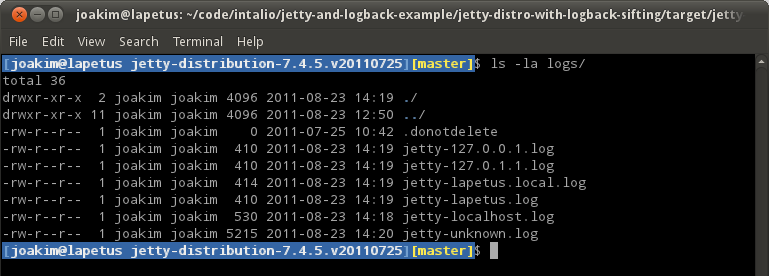 joakim@lapetus: ~/code/intalio/jetty-and-logback-example/jetty-distro-with-logback-sifting/target/jetty
File Edit View Search Terminal Help
[joakim@lapetus jetty-distribution-7.4.5.v20110725][master]$ ls -la logs/
total 36
drwxr-xr-x  2 joakim joakim 4096 2011-08-23 14:19 ./
drwxr-xr-x 11 joakim joakim 4096 2011-08-23 12:50 ../
-rw-r--r--  1 joakim joakim    0 2011-07-25 10:42 .donotdelete
-rw-r--r--  1 joakim joakim  410 2011-08-23 14:19 jetty-127.0.0.1.log
-rw-r--r--  1 joakim joakim  410 2011-08-23 14:19 jetty-127.0.1.1.log
-rw-r--r--  1 joakim joakim  414 2011-08-23 14:19 jetty-lapetus.local.log
-rw-r--r--  1 joakim joakim  410 2011-08-23 14:19 jetty-lapetus.log
-rw-r--r--  1 joakim joakim  530 2011-08-23 14:18 jetty-localhost.log
-rw-r--r--  1 joakim joakim 5215 2011-08-23 14:20 jetty-unknown.log
[joakim@lapetus jetty-distribution-7.4.5.v20110725][master]$